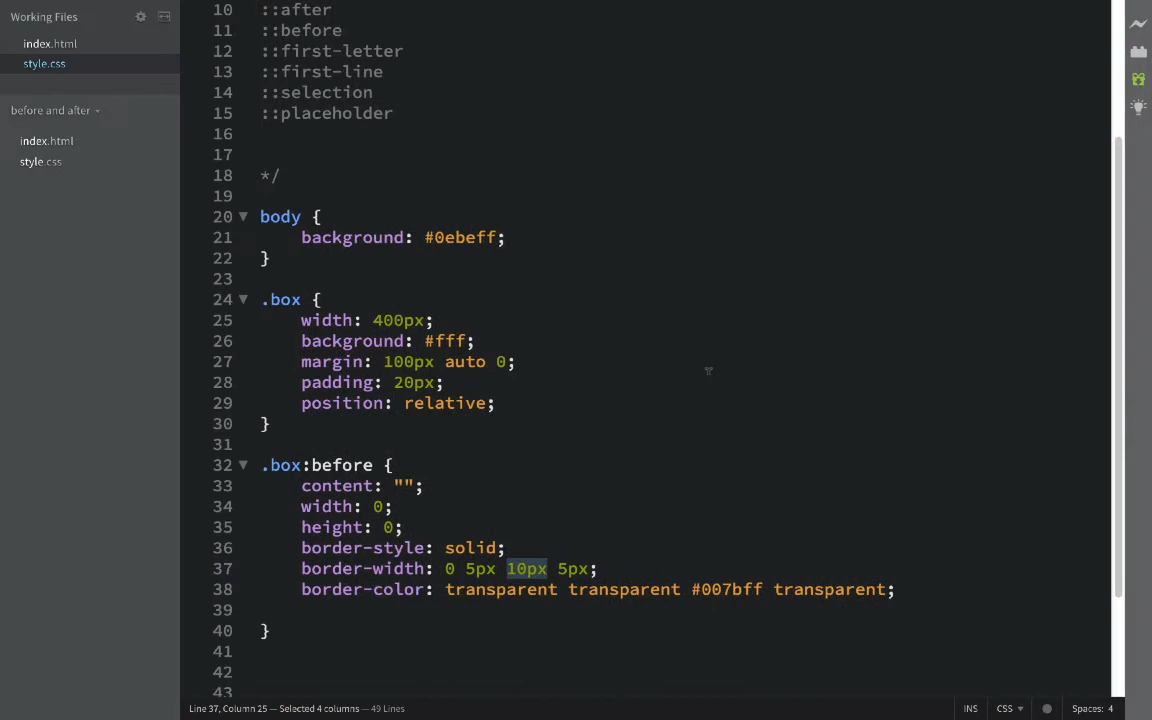 Working Files
index.html
style.css
before and after
index.html
style.css
10 ::after
11 ::before
12 ::first-letter
13 ::first-line
14 ::selection
15 ::placeholder
16
17
18 */
19
20 body {
21 background: #0ebeff;
22 }
23
24 .box {
25 width: 400px;
26 background: #fff;
27 margin: 100px auto 0;
28 padding: 20px;
29 position: relative;
30 }
31
32 .box:before {
33 content: "";
34 width: 0;
35 height: 0;
36 border-style: solid;
37 border-width: 0 5px 10px 5px;
38 border-color: transparent transparent #007bff transparent;
39
40 }
41
42
43
Line 37, Column 25 — Selected 4 columns — 49 Lines
INS CSS Spaces: 4